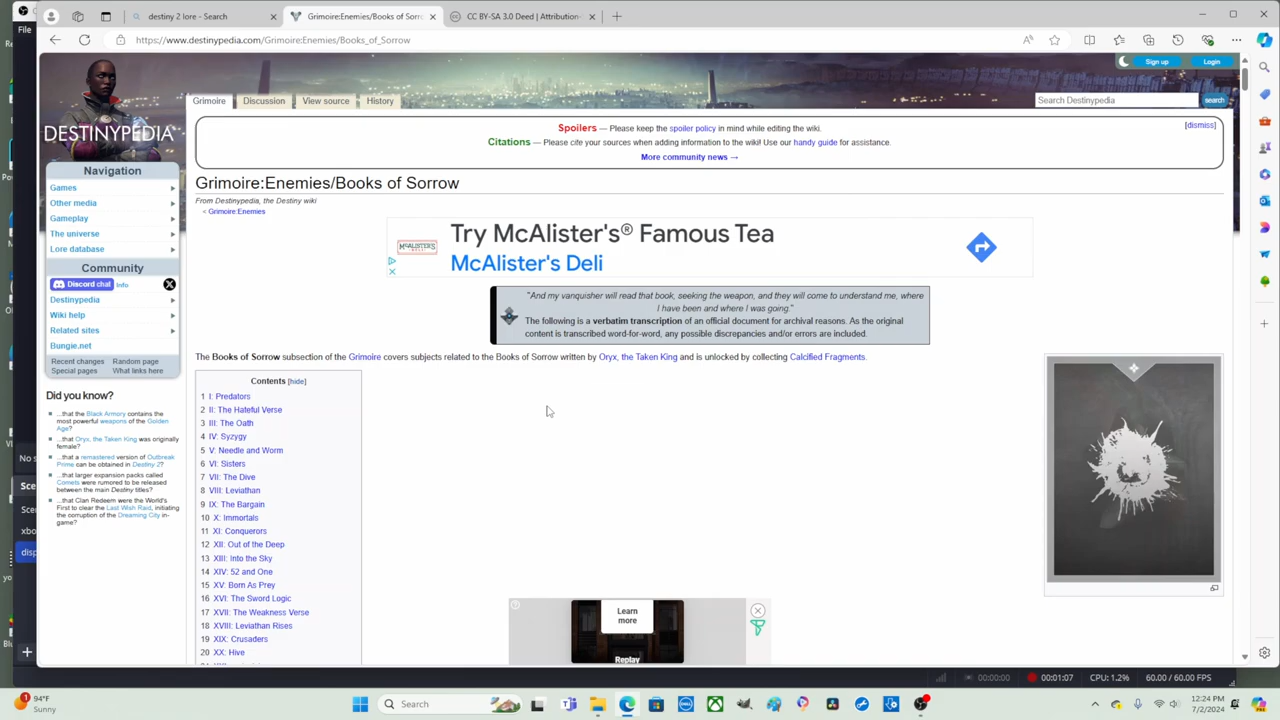 File
destiny 2 lore - Search
Grimoire:Enemies/Books of Sorr
CC BY-SA 3.0 Deed | Attribution-
https://www.destinypedia.com/Grimoire:Enemies/Books_of_Sorrow
Sign up
Login
DESTINYPEDIA
Grimoire
Discussion
View source
History
Search Destinypedia
search
Spoilers — Please keep the spoiler policy in mind while editing the wiki.
[dismiss]
Citations — Please cite your sources when adding information to the wiki! Use our handy guide for assistance.
More community news →
Navigation
Games
Other media
Gameplay
The universe
Lore database
Community
Discord chat Info
Destinypedia
Wiki help
Related sites
Bungie.net
Recent changes Random page
Special pages What links here
Did you know?
...that the Black Armory contains the
most powerful weapons of the Golden
Age?
...that Oryx, the Taken King was originally
female?
...that a remastered version of Outbreak
Prime can be obtained in Destiny 2?
...that larger expansion packs called
Comets were rumored to be released
between the main Destiny titles?
...that Clan Redeem were the World's
First to clear the Last Wish Raid, initiating
the corruption of the Dreaming City in-
game?
Grimoire:Enemies/Books of Sorrow
From Destinypedia, the Destiny wiki
< Grimoire:Enemies
McALISTER'S
Try McAlister's® Famous Tea
McAlister's Deli
"And my vanquisher will read that book, seeking the weapon, and they will come to understand me, where
I have been and where I was going."
The following is a verbatim transcription of an official document for archival reasons. As the original
content is transcribed word-for-word, any possible discrepancies and/or errors are included.
The Books of Sorrow subsection of the Grimoire covers subjects related to the Books of Sorrow written by Oryx, the Taken King and is unlocked by collecting Calcified Fragments.
Contents [hide]
1 I: Predators
2 II: The Hateful Verse
3 III: The Oath
4 IV: Syzygy
5 V: Needle and Worm
6 VI: Sisters
7 VII: The Dive
8 VIII: Leviathan
9 IX: The Bargain
10 X: Immortals
11 XI: Conquerors
12 XII: Out of the Deep
13 XIII: Into the Sky
14 XIV: 52 and One
15 XV: Born As Prey
16 XVI: The Sword Logic
17 XVII: The Weakness Verse
18 XVIII: Leviathan Rises
19 XIX: Crusaders
20 XX: Hive
Learn
more
Replay
No s
Sce
Scen
xbo
disp
00:00:00
00:01:07
CPU: 1.2%
60.00 / 60.00 FPS
94°F
Sunny
Search
12:24 PM
7/2/2024